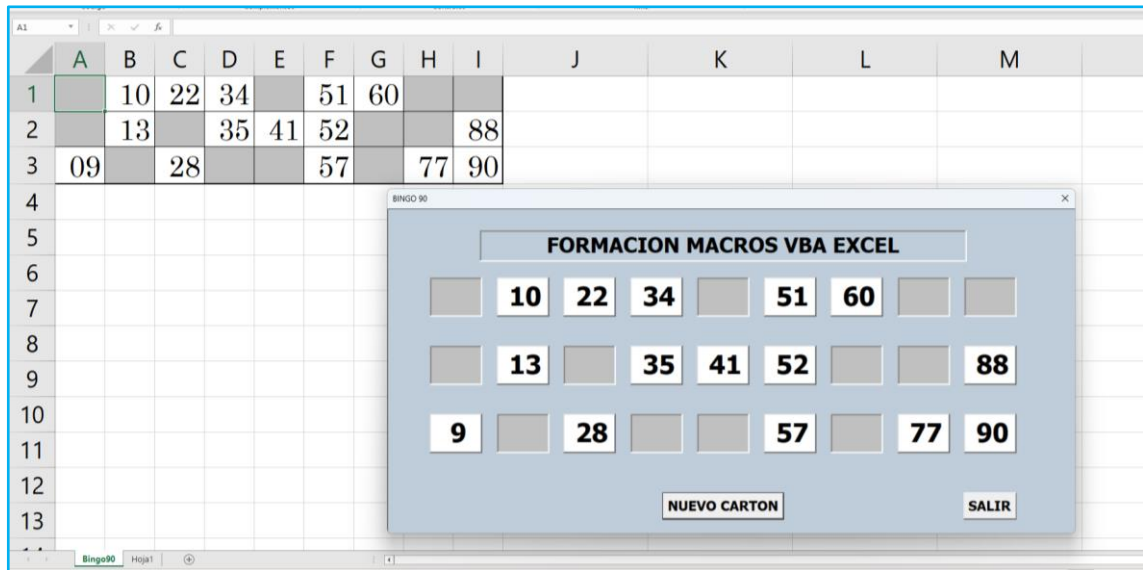 A1
A B C D E F G H I J K L M
1 10 22 34 51 60
2 13 35 41 52 88
3 09 28 57 77 90
4
BINGO 90
5
FORMACION MACROS VBA EXCEL
6
7
10 22 34 51 60
8
9
13 35 41 52 88
10
11
9 28 57 77 90
12
13
NUEVO CARTON SALIR
Bingo90 Hoja1